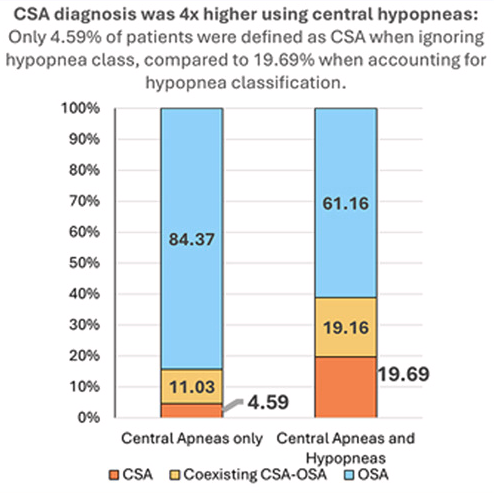 CSA diagnosis was 4x higher using central hypopneas:
Only 4.59% of patients were defined as CSA when ignoring
hypopnea class, compared to 19.69% when accounting for
hypopnea classification.
100%
90%
80%
70%
60%
50%
40%
30%
20%
10%
0%
84.37
11.03
4.59
61.16
19.16
19.69
Central Apneas only
Central Apneas and
Hypopneas
CSA
Coexisting CSA-OSA
OSA